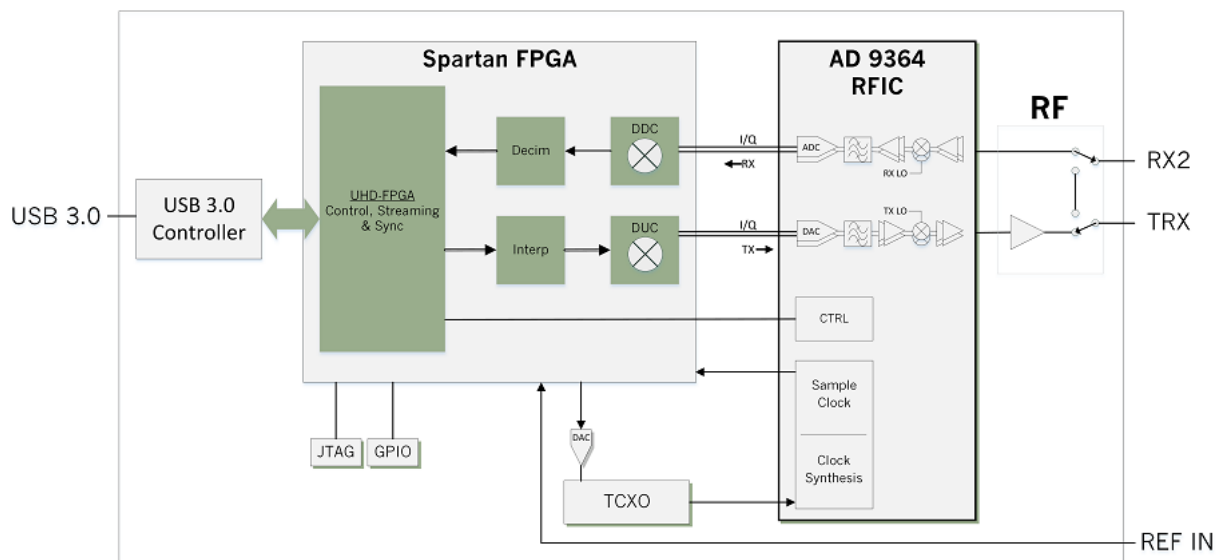 Spartan FPGA
AD 9364
RFIC
RF
DDC
Decim
I/Q
RX
ADC
RX LO
RX2
UHD-FPGA
Control, Streaming
& Sync
USB 3.0
USB 3.0
Controller
DUC
Interp
I/Q
TX
TX LO
DAC
TRX
CTRL
Sample
Clock
Clock
Synthesis
JTAG
GPIO
DAC
TCXO
REF IN